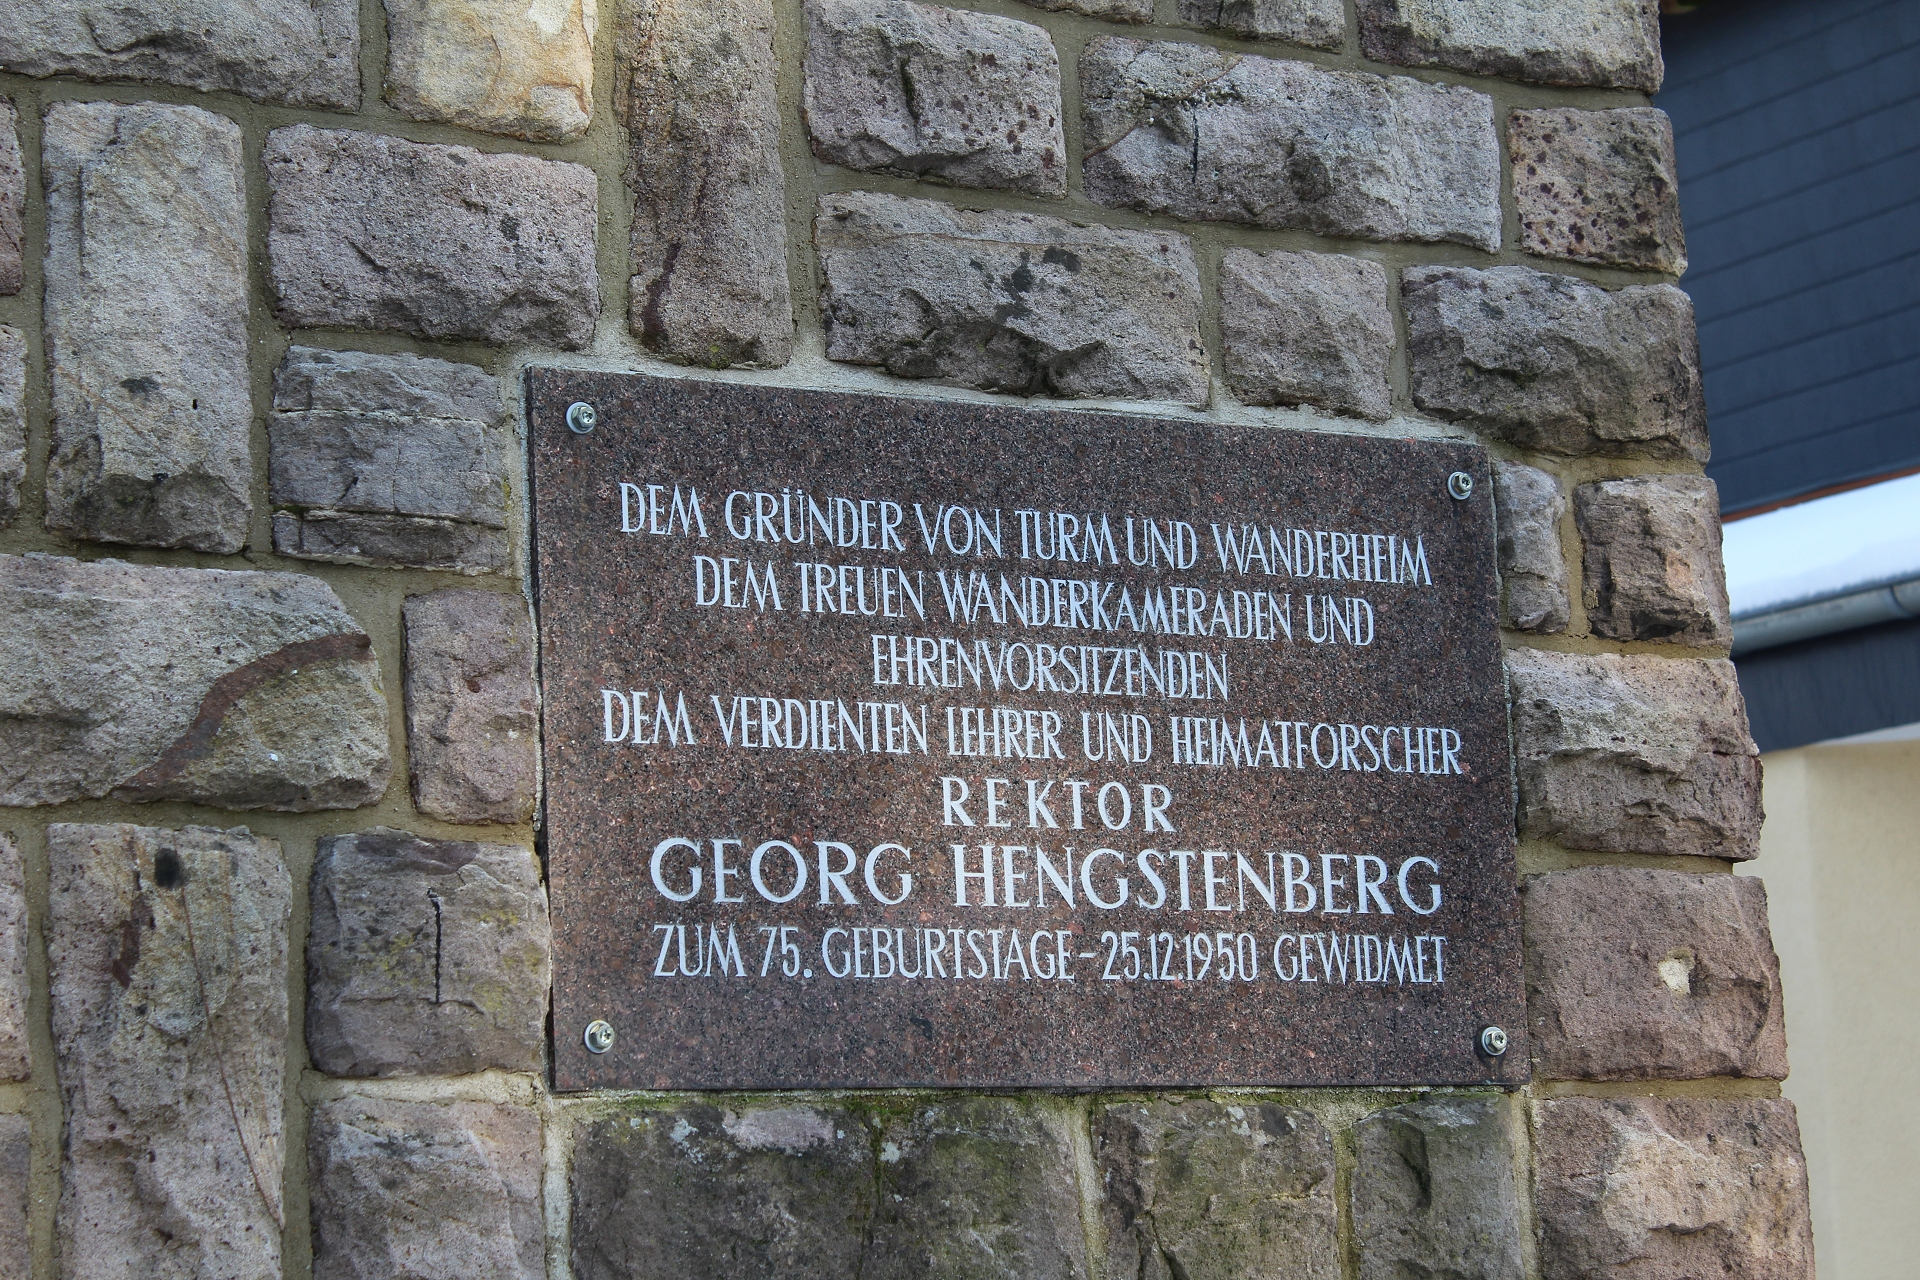 DEM GRÜNDER VON TURM UND WANDERHEIM
DEM TREUEN WANDERKAMERADEN UND
EHRENVORSITZENDEN
DEM VERDIENTEN LEHRER UND HEIMATFORSCHER
REKTOR
GEORG HENGSTENBERG
ZUM 75. GEBURTSTAGE - 25.12.1950 GEWIDMET